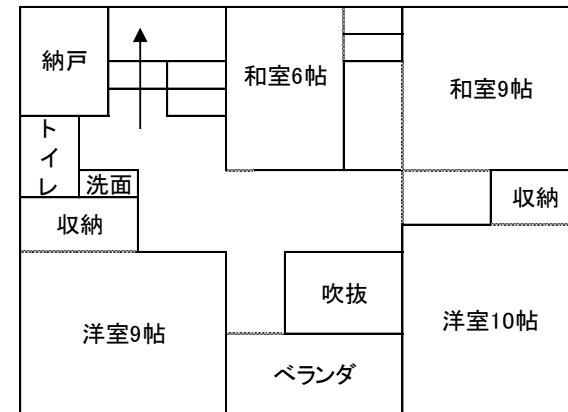 納戸
和室6帖
和室9帖
トイレ
洗面
収納
収納
吹抜
洋室9帖
洋室10帖
ベランダ